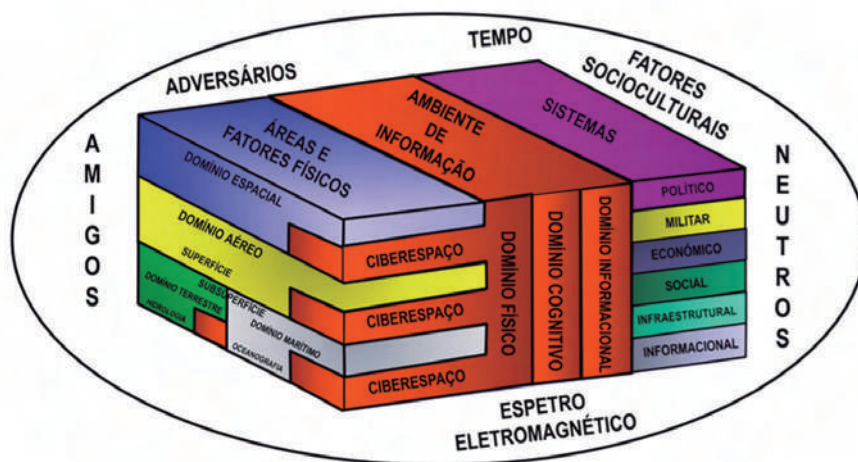 TEMPO
ADVERSÁRIOS
FATORES
SOCIOCULTURAIS
AMIGOS
NEUTROS
ÁREAS E
FATORES FÍSICOS
AMBIENTE
DE
INFORMAÇÃO
SISTEMAS
DOMÍNIO ESPACIAL
DOMÍNIO AÉREO
SUPERFÍCIE
SUBSUPERFÍCIE
DOMÍNIO TERRESTRE
HIDROLOGIA
DOMÍNIO MARÍTIMO
OCEANOGRAFIA
CIBERESPAÇO
CIBERESPAÇO
CIBERESPAÇO
DOMÍNIO FÍSICO
DOMÍNIO COGNITIVO
DOMÍNIO INFORMACIONAL
POLÍTICO
MILITAR
ECONÓMICO
SOCIAL
INFRAESTRUTURAL
INFORMACIONAL
ESPETRO
ELETROMAGNÉTICO